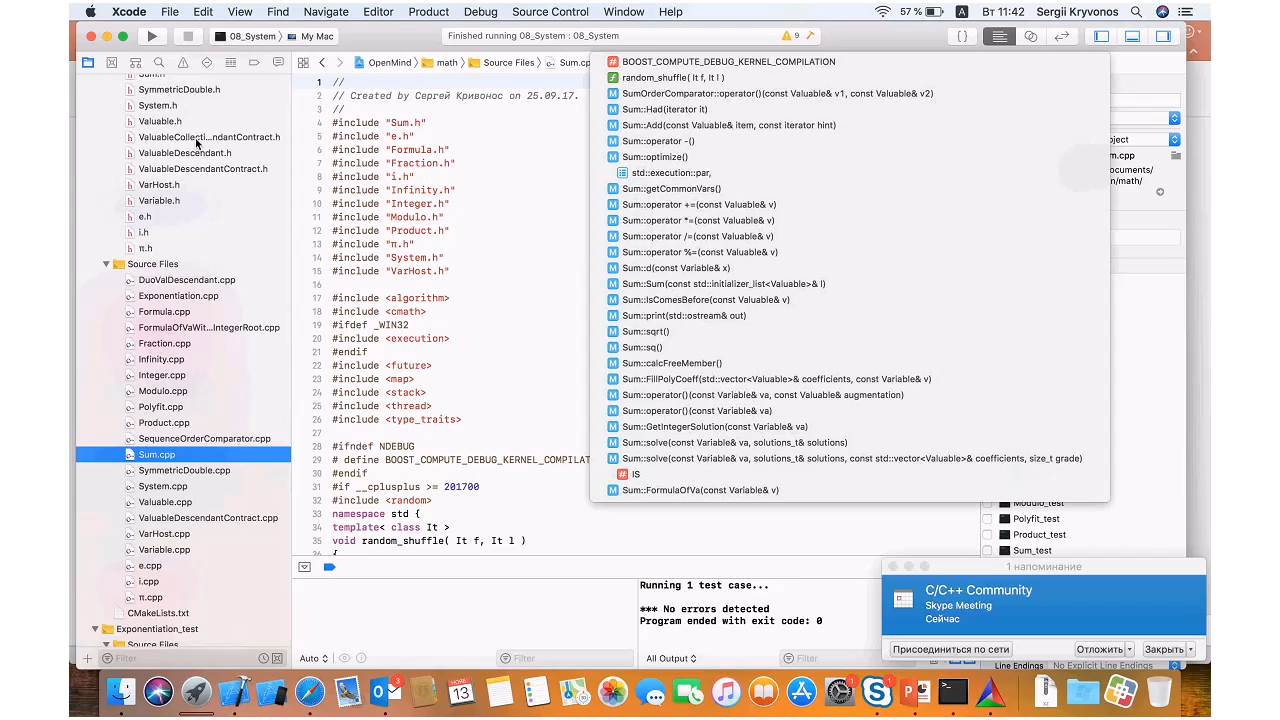 Xcode File Edit View Find Navigate Editor Product Debug Source Control Window Help 57 % A Вт 11:42 Sergii Kryvonos
08_System My Mac Finished running 08_System : 08_System 9
OpenMind math Source Files Sum.cp
Sum.h
SymmetricDouble.h
System.h
Valuable.h
ValuableCollecti...ndantContract.h
ValuableDescendant.h
ValuableDescendantContract.h
VarHost.h
Variable.h
e.h
i.h
π.h
Source Files
DuoValDescendant.cpp
Exponentiation.cpp
Formula.cpp
FormulaOfVaWit...IntegerRoot.cpp
Fraction.cpp
Infinity.cpp
Integer.cpp
Modulo.cpp
Polyfit.cpp
Product.cpp
SequenceOrderComparator.cpp
Sum.cpp
SymmetricDouble.cpp
System.cpp
Valuable.cpp
ValuableDescendantContract.cpp
VarHost.cpp
Variable.cpp
e.cpp
i.cpp
π.cpp
CMakeLists.txt
Exponentiation_test
Source Files
Filter
1 //
2 // Created by Сергей Кривонос on 25.09.17.
3 //
4 #include "Sum.h"
5 #include "e.h"
6 #include "Formula.h"
7 #include "Fraction.h"
8 #include "i.h"
9 #include "Infinity.h"
10 #include "Integer.h"
11 #include "Modulo.h"
12 #include "Product.h"
13 #include "π.h"
14 #include "System.h"
15 #include "VarHost.h"
16
17 #include <algorithm>
18 #include <cmath>
19 #ifdef _WIN32
20 #include <execution>
21 #endif
22 #include <future>
23 #include <map>
24 #include <stack>
25 #include <thread>
26 #include <type_traits>
27
28 #ifndef NDEBUG
29 # define BOOST_COMPUTE_DEBUG_KERNEL_COMPILAT
30 #endif
31 #if __cplusplus >= 201700
32 #include <random>
33 namespace std {
34 template< class It >
35 void random_shuffle( It f, It l )
36 {
# BOOST_COMPUTE_DEBUG_KERNEL_COMPILATION
f random_shuffle( It f, It l )
M SumOrderComparator::operator()(const Valuable& v1, const Valuable& v2)
M Sum::Had(iterator it)
M Sum::Add(const Valuable& item, const iterator hint)
M Sum::operator -()
M Sum::optimize()
std::execution::par,
M Sum::getCommonVars()
M Sum::operator +=(const Valuable& v)
M Sum::operator *=(const Valuable& v)
M Sum::operator /=(const Valuable& v)
M Sum::operator %=(const Valuable& v)
M Sum::d(const Variable& x)
M Sum::Sum(const std::initializer_list<Valuable>& l)
M Sum::IsComesBefore(const Valuable& v)
M Sum::print(std::ostream& out)
M Sum::sqrt()
M Sum::sq()
M Sum::calcFreeMember()
M Sum::FillPolyCoeff(std::vector<Valuable>& coefficients, const Variable& v)
M Sum::operator()(const Variable& va, const Valuable& augmentation)
M Sum::operator()(const Variable& va)
M Sum::GetIntegerSolution(const Variable& va)
M Sum::solve(const Variable& va, solutions_t& solutions)
M Sum::solve(const Variable& va, solutions_t& solutions, const std::vector<Valuable>& coefficients, size_t grade)
# IS
M Sum::FormulaOfVa(const Variable& v)
oject
m.cpp
ocuments/
n/math/
Modulo_test
Polyfit_test
Product_test
Sum_test
Auto Filter
Running 1 test case...
*** No errors detected
Program ended with exit code: 0
All Output Filter
1 напоминание
C/C++ Community
Skype Meeting
Сейчас
Присоединиться по сети Отложить Закрыть
Line Endings No Explicit Line Endings
3 НОЯБ. 13 1